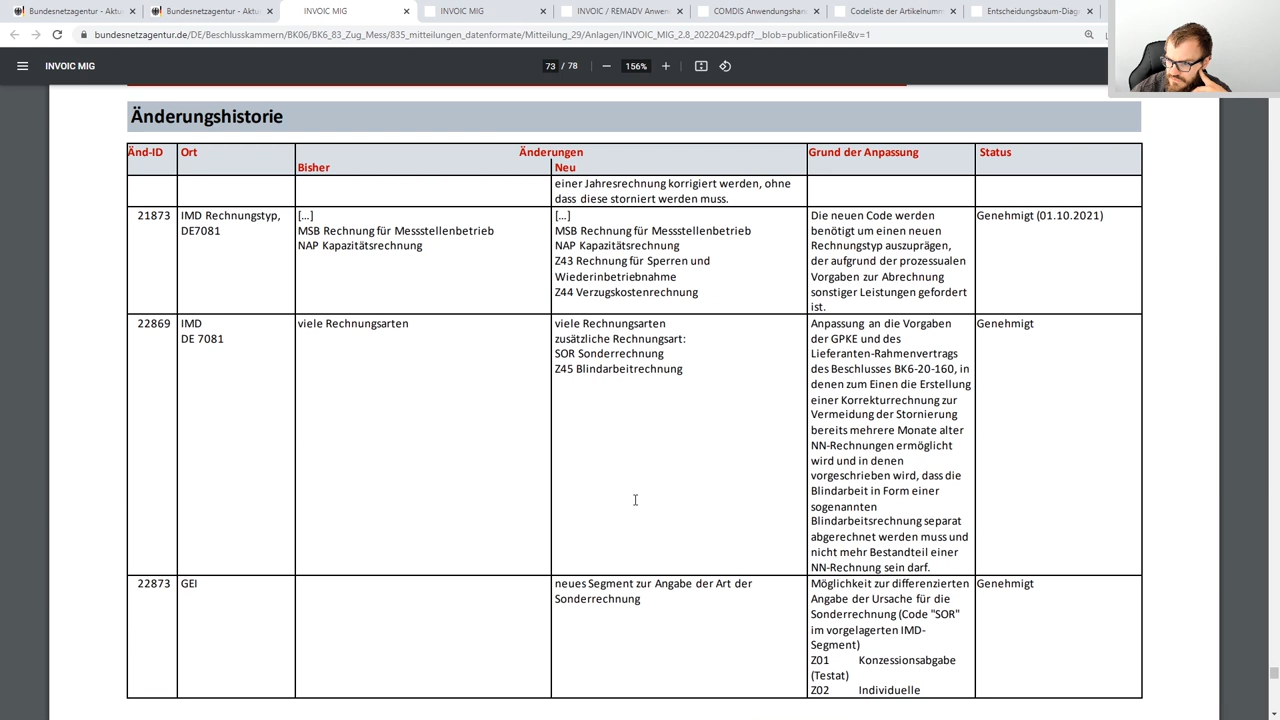 Bundesnetzagentur - Aktu
Bundesnetzagentur - Aktu
INVOIC MIG
INVOIC MIG
INVOIC / REMADV Anwen
COMDIS Anwendungshan
Codeliste der Artikelnumm
Entscheidungsbaum-Diag
bundesnetzagentur.de/DE/Beschlusskammern/BK06/BK6_83_Zug_Mess/835_mitteilungen_datenformate/Mitteilung_29/Anlagen/INVOIC_MIG_2.8_20220429.pdf?__blob=publicationFile&v=1
INVOIC MIG
73 / 78
156%
Änderungshistorie
Änd-ID
Ort
Änderungen
Bisher
Neu
Grund der Anpassung
Status
einer Jahresrechnung korrigiert werden, ohne
dass diese storniert werden muss.
21873
IMD Rechnungstyp,
DE7081
[...]
MSB Rechnung für Messstellenbetrieb
NAP Kapazitätsrechnung
[...]
MSB Rechnung für Messstellenbetrieb
NAP Kapazitätsrechnung
Z43 Rechnung für Sperren und
Wiederinbetriebnahme
Z44 Verzugskostenrechnung
Die neuen Code werden
benötigt um einen neuen
Rechnungstyp auszuprägen,
der aufgrund der prozessualen
Vorgaben zur Abrechnung
sonstiger Leistungen gefordert
ist.
Genehmigt (01.10.2021)
22869
IMD
DE 7081
viele Rechnungsarten
viele Rechnungsarten
zusätzliche Rechnungsart:
SOR Sonderrechnung
Z45 Blindarbeitrechnung
Anpassung an die Vorgaben
der GPKE und des
Lieferanten-Rahmenvertrags
des Beschlusses BK6-20-160, in
denen zum Einen die Erstellung
einer Korrekturrechnung zur
Vermeidung der Stornierung
bereits mehrere Monate alter
NN-Rechnungen ermöglicht
wird und in denen
vorgeschrieben wird, dass die
Blindarbeit in Form einer
sogenannten
Blindarbeitsrechnung separat
abgerechnet werden muss und
nicht mehr Bestandteil einer
NN-Rechnung sein darf.
Genehmigt
22873
GEI
neues Segment zur Angabe der Art der
Sonderrechnung
Möglichkeit zur differenzierten
Angabe der Ursache für die
Sonderrechnung (Code "SOR"
im vorgelagerten IMD-
Segment)
Z01 Konzessionsabgabe
(Testat)
Z02 Individuelle
Genehmigt